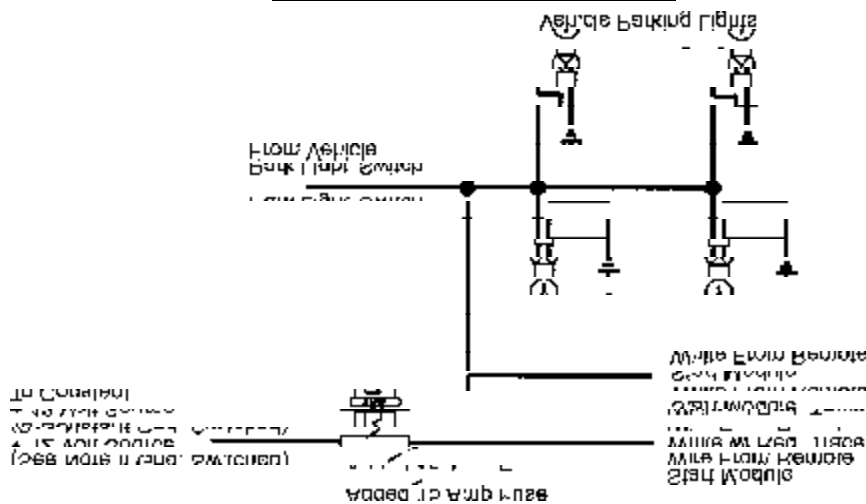 Vehicle Parking Lights
From Vehicle
Park Light Switch
White From Remote
Start Module
To Constant
+ 12 Volt Source
(See Note if Gnd. Switched)
White w/ Red Trace
Wire From Remote
Start Module
Added 15 Amp Fuse